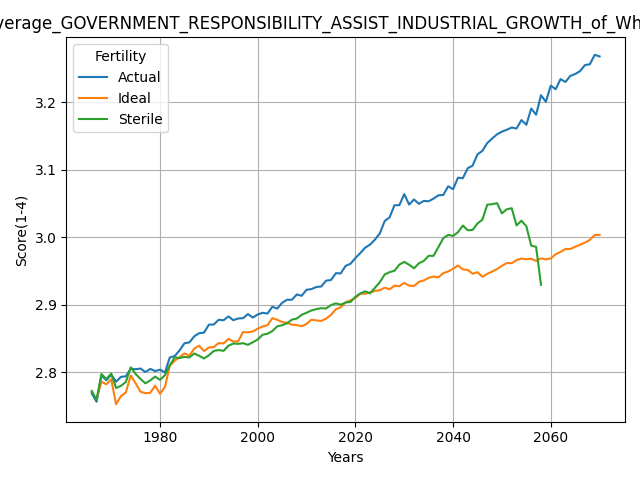 verage_GOVERNMENT_RESPONSIBILITY_ASSIST_INDUSTRIAL_GROWTH_of_Wh
Fertility
Actual
Ideal
Sterile
Score(1-4)
3.2
3.1
3.0
2.9
2.8
1980 2000 2020 2040 2060
Years